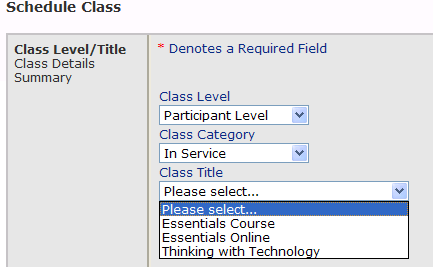 Schedule Class
Class Level/Title
Class Details
Summary
* Denotes a Required Field
Class Level
Participant Level
Class Category
In Service
Class Title
Please select...
Please select...
Essentials Course
Essentials Online
Thinking with Technology